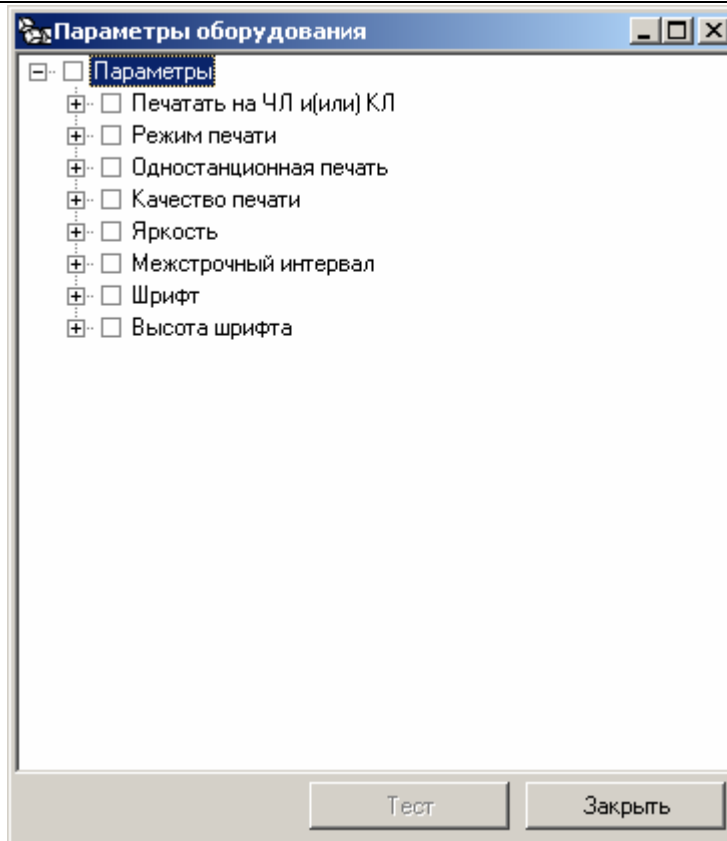 Параметры оборудования
Параметры
Печатать на ЧЛ и(или) КЛ
Режим печати
Одностанционная печать
Качество печати
Яркость
Межстрочный интервал
Шрифт
Высота шрифта
Тест Закрыть